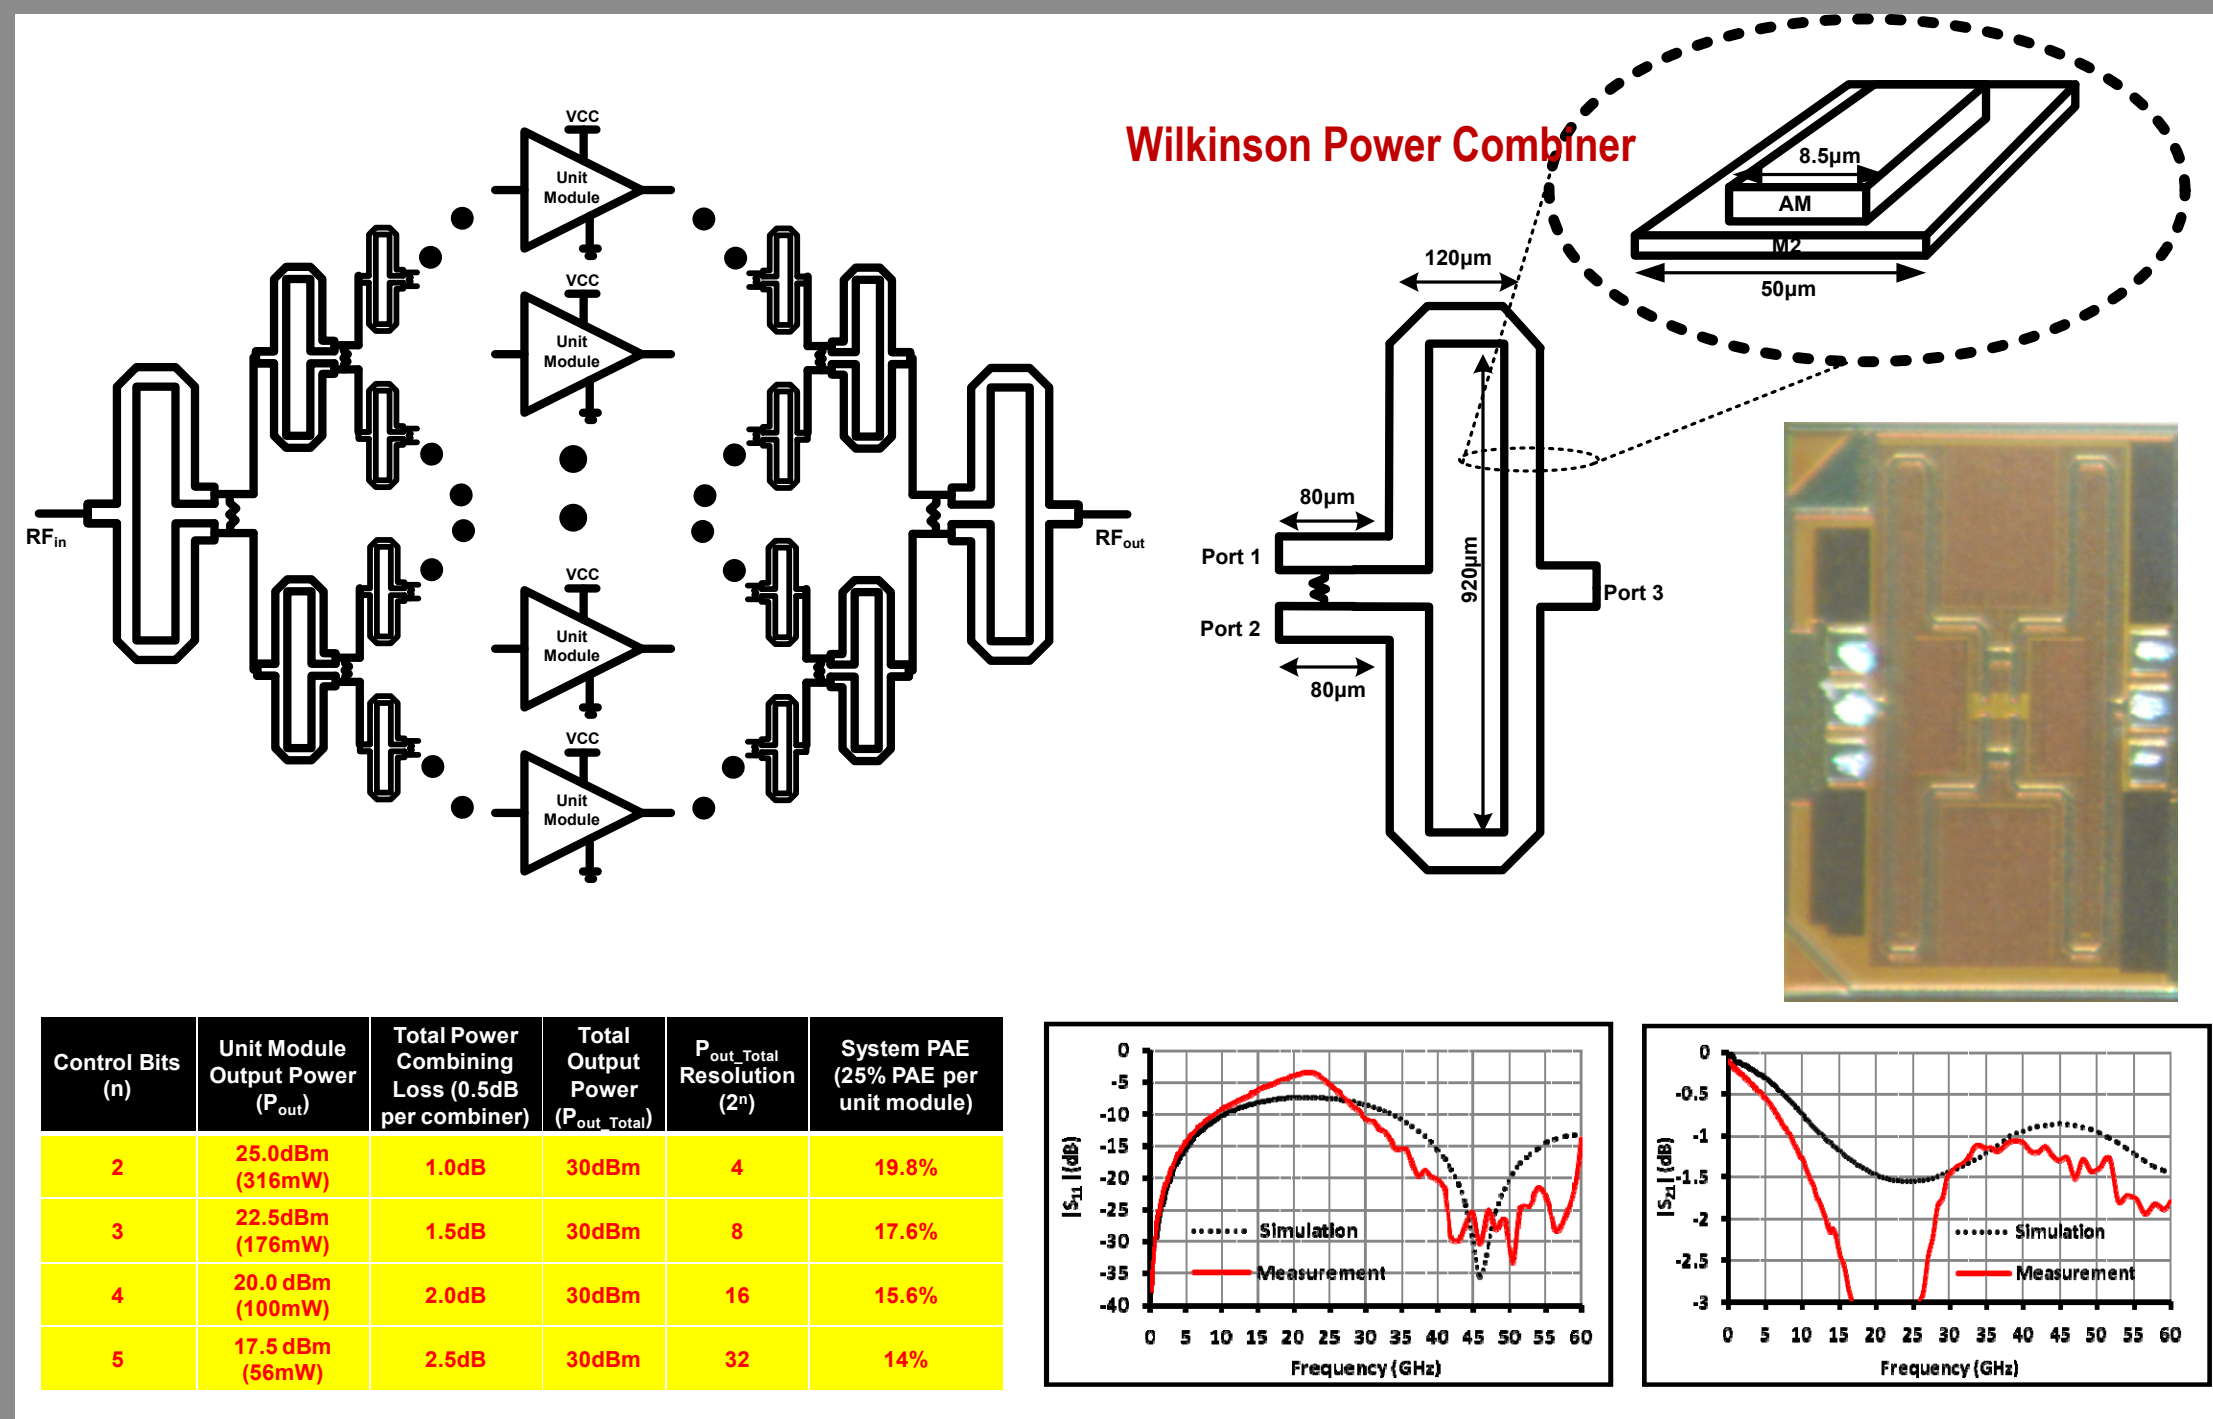 Wilkinson Power Combiner
VCC
Unit
Module
VCC
Unit
Module
VCC
Unit
Module
VCC
Unit
Module
RFin
RFout
8.5µm
AM
M2
50µm
120µm
80µm
Port 1
920µm
Port 3
Port 2
80µm
Control Bits
(n)
Unit Module
Output Power
(Pout)
Total Power
Combining
Loss (0.5dB
per combiner)
Total
Output
Power
(Pout_Total)
Pout_Total
Resolution
(2ⁿ)
System PAE
(25% PAE per
unit module)
2
25.0dBm
(316mW)
1.0dB
30dBm
4
19.8%
3
22.5dBm
(176mW)
1.5dB
30dBm
8
17.6%
4
20.0 dBm
(100mW)
2.0dB
30dBm
16
15.6%
5
17.5 dBm
(56mW)
2.5dB
30dBm
32
14%
|S11| (dB)
0
-5
-10
-15
-20
-25
-30
-35
-40
Simulation
Measurement
0 5 10 15 20 25 30 35 40 45 50 55 60
Frequency (GHz)
|S21| (dB)
0
-0.5
-1
-1.5
-2
-2.5
-3
Simulation
Measurement
0 5 10 15 20 25 30 35 40 45 50 55 60
Frequency (GHz)